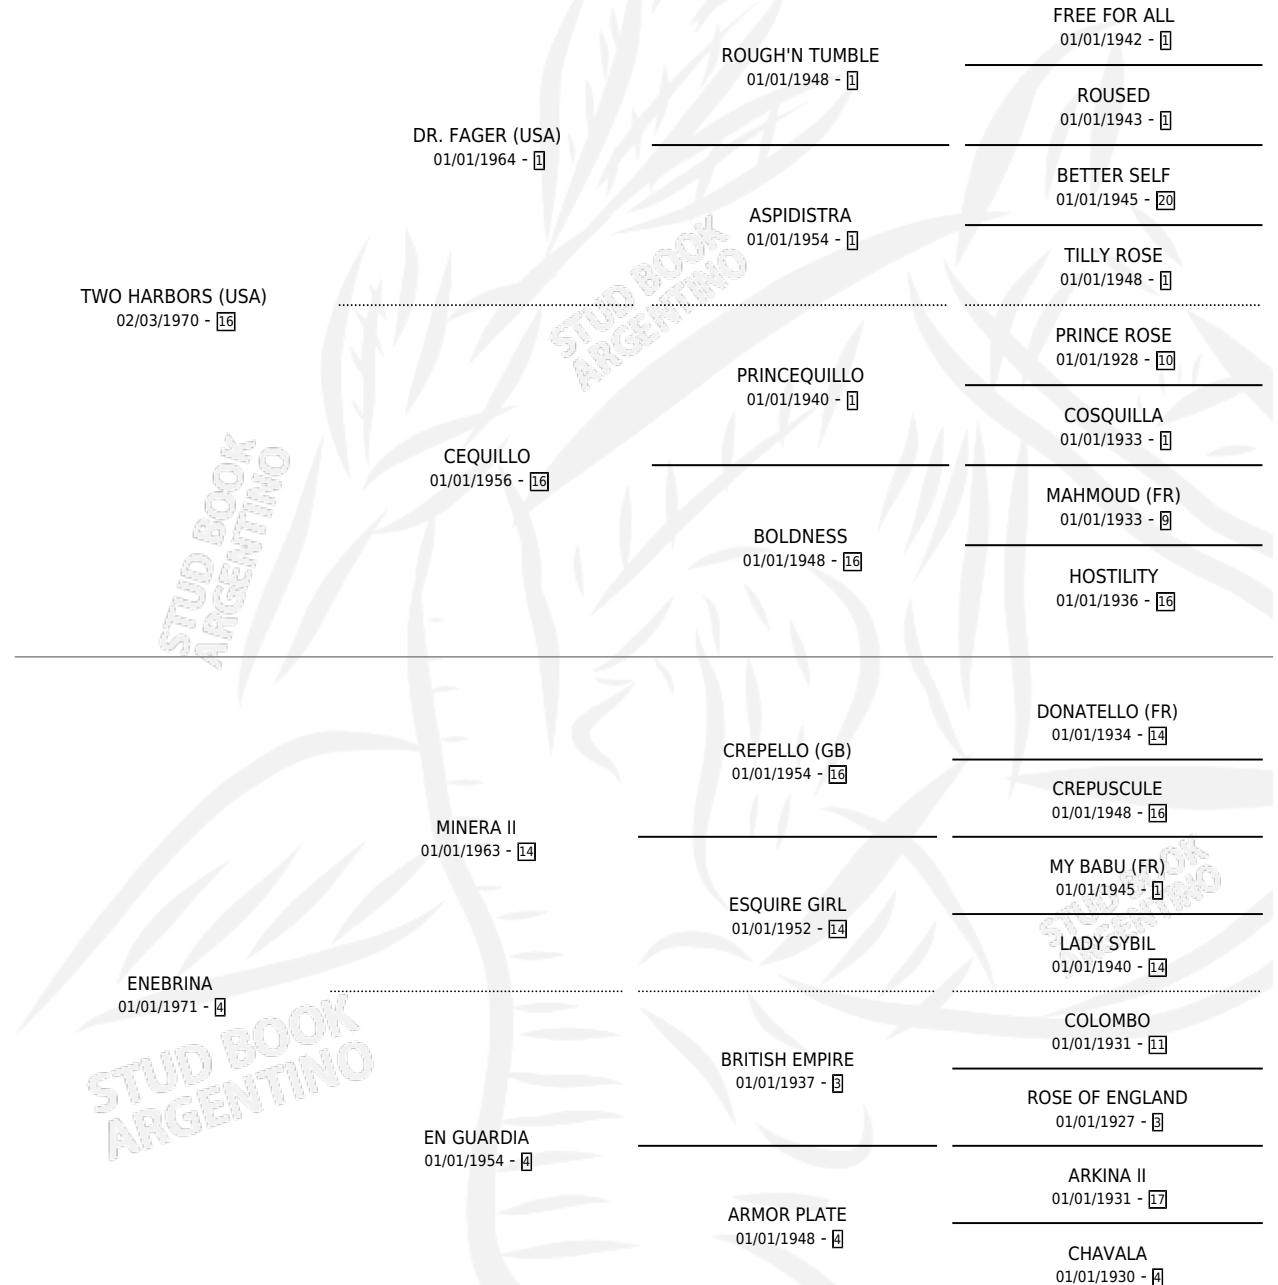 FREE FOR ALL
01/01/1942 - 1
ROUGH'N TUMBLE
01/01/1948 - 1
ROUSED
01/01/1943 - 1
DR. FAGER (USA)
01/01/1964 - 1
BETTER SELF
01/01/1945 - 20
ASPIDISTRA
01/01/1954 - 1
TILLY ROSE
01/01/1948 - 1
TWO HARBORS (USA)
02/03/1970 - 16
PRINCE ROSE
01/01/1928 - 10
PRINCEQUILLO
01/01/1940 - 1
COSQUILLA
01/01/1933 - 1
CEQUILLO
01/01/1956 - 16
MAHMOUD (FR)
01/01/1933 - 9
BOLDNESS
01/01/1948 - 16
HOSTILITY
01/01/1936 - 16
DONATELLO (FR)
01/01/1934 - 14
CREPELLO (GB)
01/01/1954 - 16
CREPUSCULE
01/01/1948 - 16
MINERA II
01/01/1963 - 14
MY BABU (FR)
01/01/1945 - 1
ESQUIRE GIRL
01/01/1952 - 14
LADY SYBIL
01/01/1940 - 14
ENEBRINA
01/01/1971 - 4
COLOMBO
01/01/1931 - 11
BRITISH EMPIRE
01/01/1937 - 3
ROSE OF ENGLAND
01/01/1927 - 3
EN GUARDIA
01/01/1954 - 4
ARKINA II
01/01/1931 - 17
ARMOR PLATE
01/01/1948 - 4
CHAVALA
01/01/1930 - 4
STUD BOOK
ARGENTINO
STUD BOOK
ARGENTINO
STUD BOOK
ARGENTINO
STUD BOOK
ARGENTINO